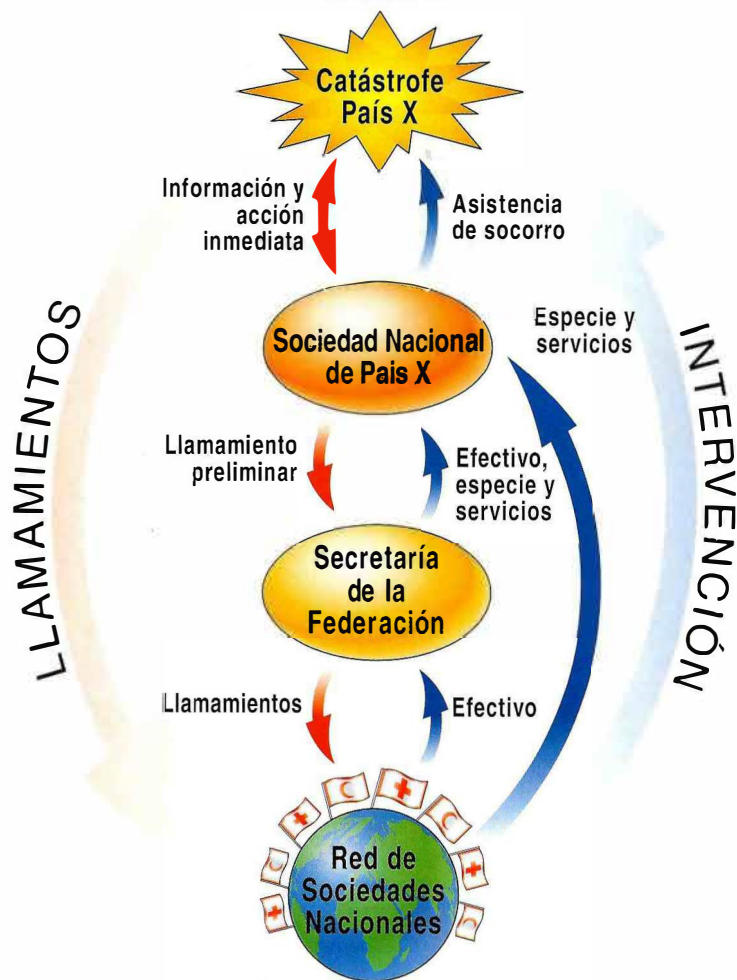 Catástrofe
País X
Información y
acción
inmediata
Asistencia
de socorro
LLAMAMIENTOS
Sociedad Nacional
de Pais X
Especie y
servicios
INTERVENCIÓN
Llamamiento
preliminar
Efectivo,
especie y
servicios
Secretaría
de la
Federación
Llamamientos
Efectivo
Red de
Sociedades
Nacionales